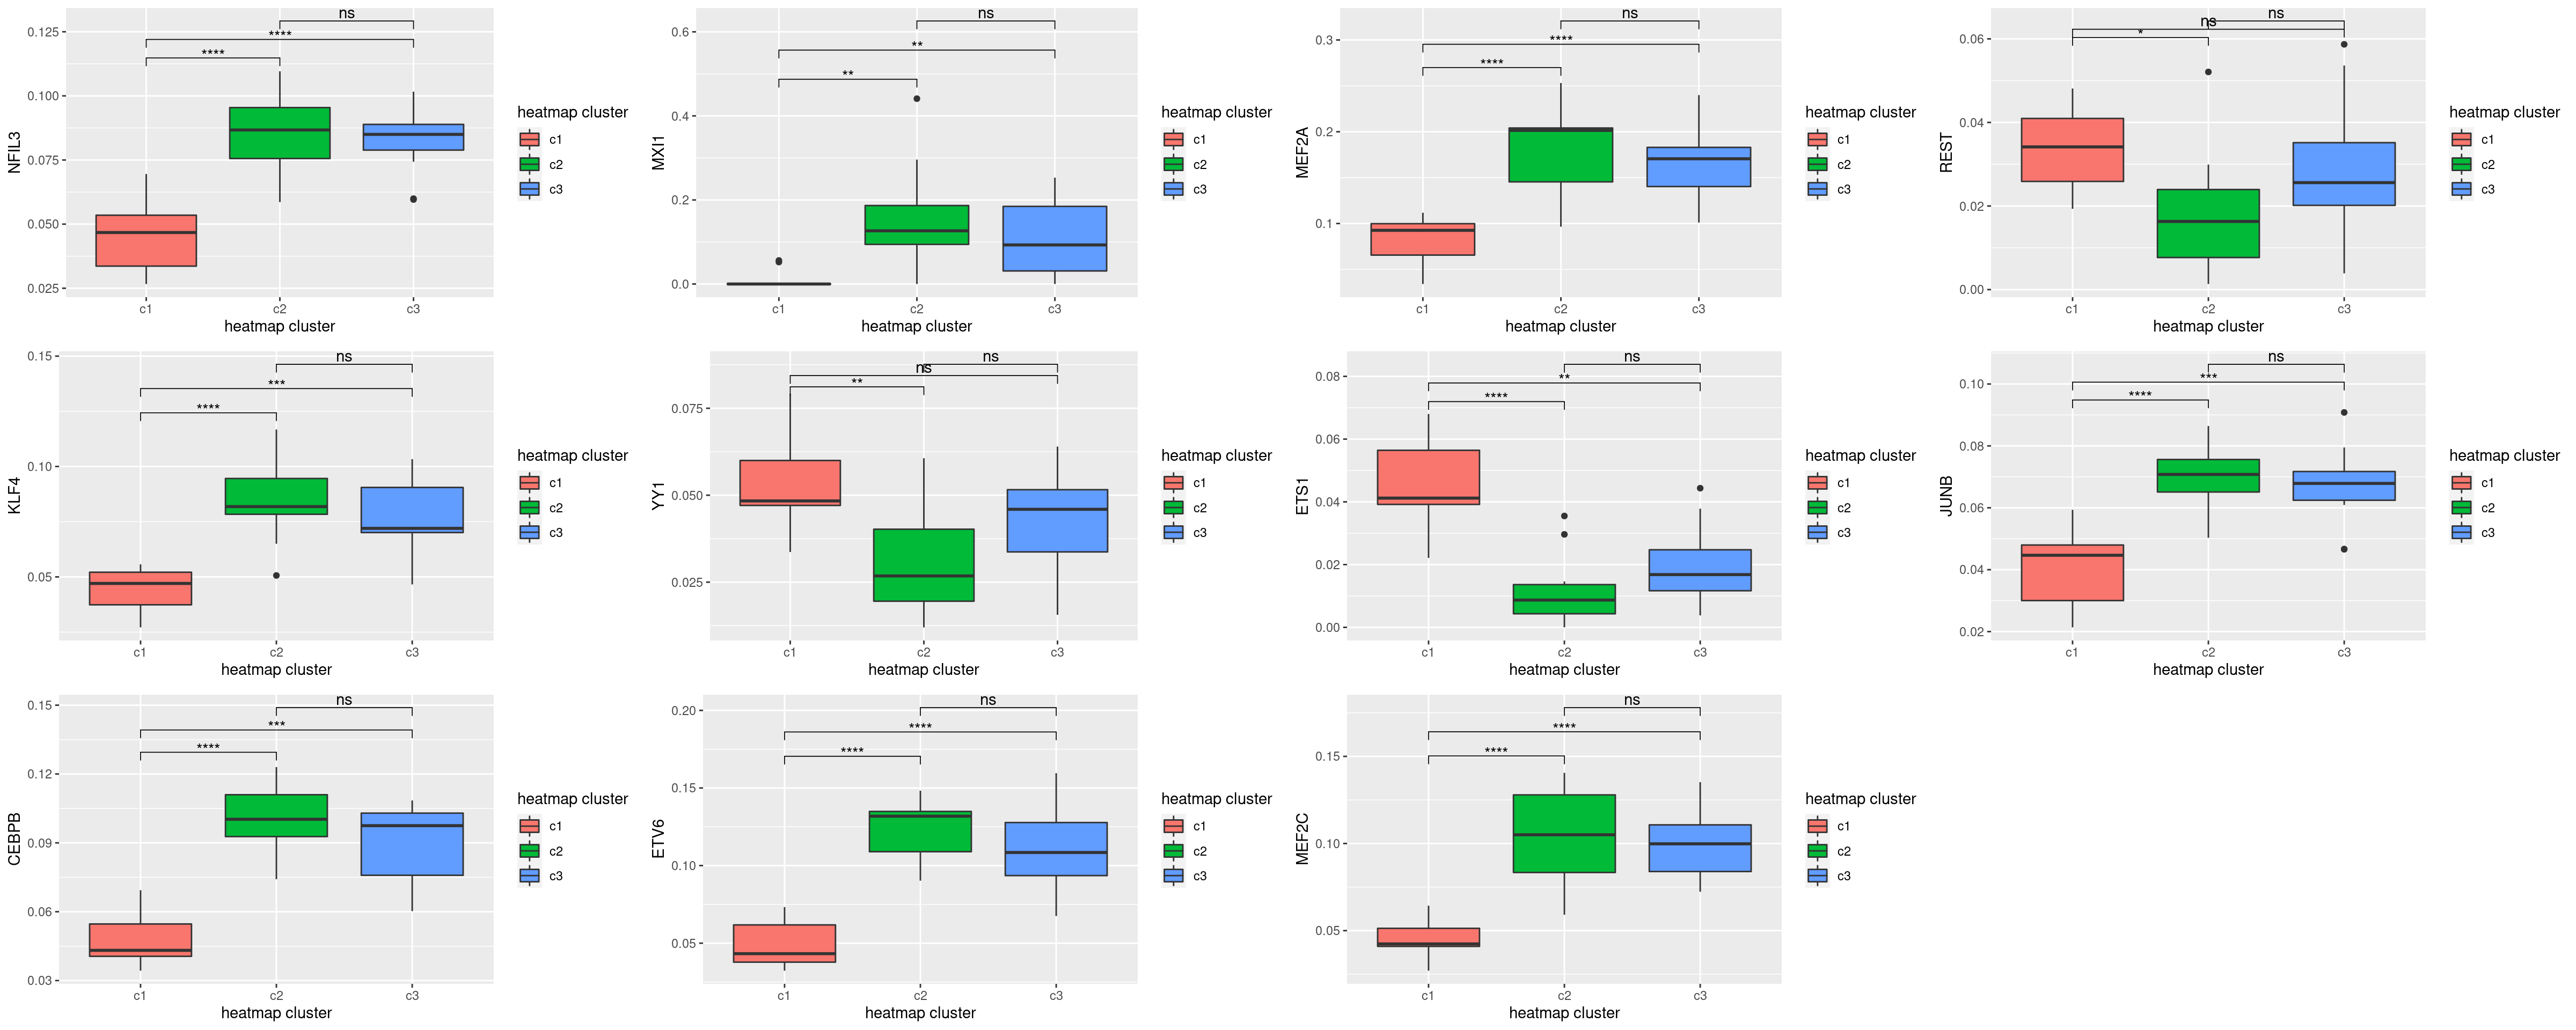 NFIL3
0.125
0.100
0.075
0.050
0.025
ns
****
****
c1 c2 c3
heatmap cluster
heatmap cluster
c1
c2
c3
MXI1
0.6
0.4
0.2
0.0
ns
**
**
c1 c2 c3
heatmap cluster
heatmap cluster
c1
c2
c3
MEF2A
0.3
0.2
0.1
ns
****
****
c1 c2 c3
heatmap cluster
heatmap cluster
c1
c2
c3
REST
0.06
0.04
0.02
0.00
ns
ns
*
c1 c2 c3
heatmap cluster
heatmap cluster
c1
c2
c3
KLF4
0.15
0.10
0.05
ns
***
****
c1 c2 c3
heatmap cluster
heatmap cluster
c1
c2
c3
YY1
0.075
0.050
0.025
ns
ns
**
c1 c2 c3
heatmap cluster
heatmap cluster
c1
c2
c3
ETS1
0.08
0.06
0.04
0.02
0.00
ns
**
****
c1 c2 c3
heatmap cluster
heatmap cluster
c1
c2
c3
JUNB
0.10
0.08
0.06
0.04
0.02
ns
***
****
c1 c2 c3
heatmap cluster
heatmap cluster
c1
c2
c3
CEBPB
0.15
0.12
0.09
0.06
0.03
ns
***
****
c1 c2 c3
heatmap cluster
heatmap cluster
c1
c2
c3
ETV6
0.20
0.15
0.10
0.05
ns
****
****
c1 c2 c3
heatmap cluster
heatmap cluster
c1
c2
c3
MEF2C
0.15
0.10
0.05
ns
****
****
c1 c2 c3
heatmap cluster
heatmap cluster
c1
c2
c3